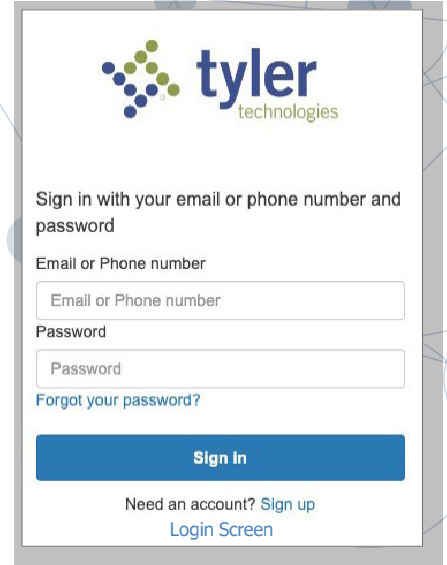 tyler
technologies
Sign in with your email or phone number and
password
Email or Phone number
Email or Phone number
Password
Password
Forgot your password?
Sign in
Need an account? Sign up
Login Screen